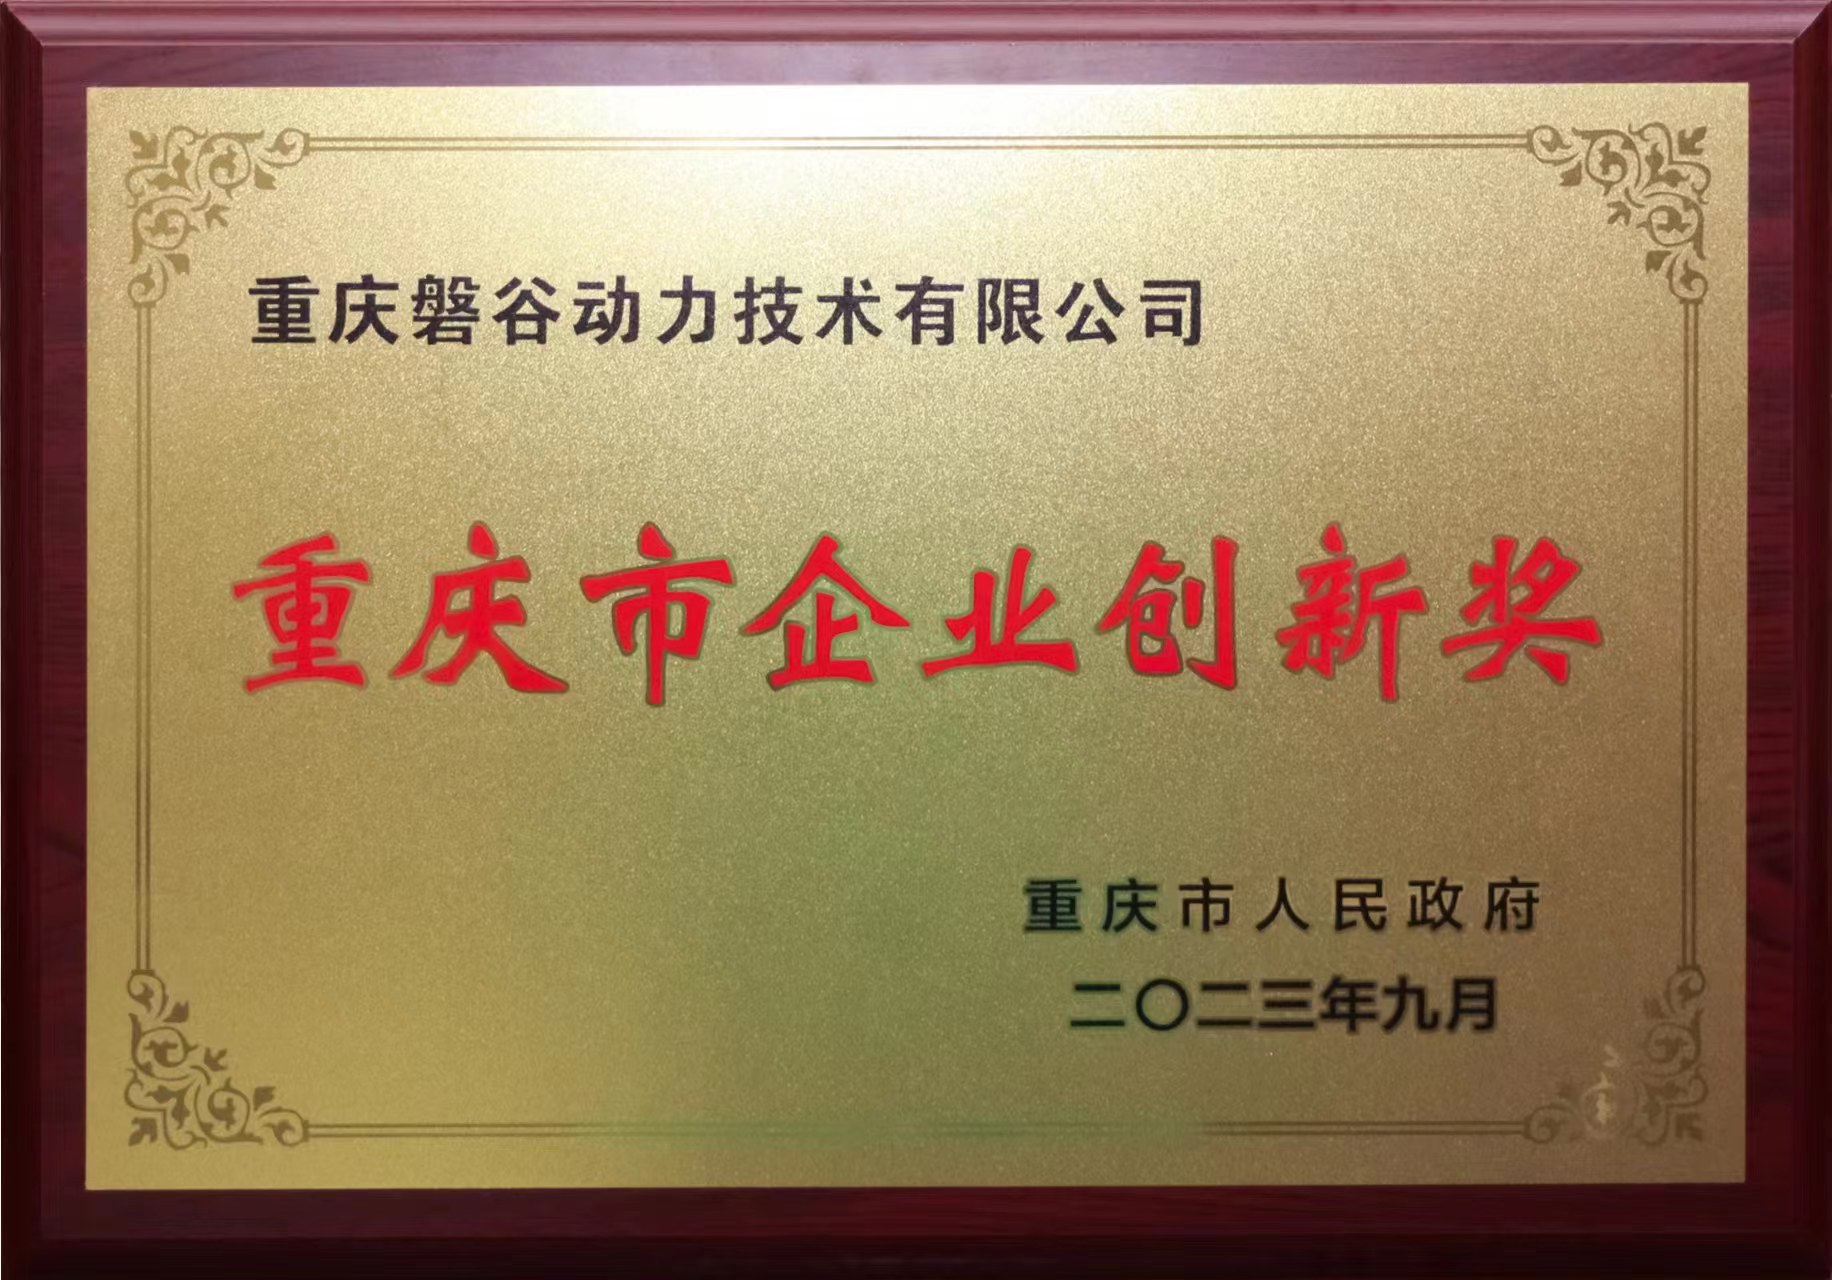 重庆磐谷动力技术有限公司
重庆市企业创新奖
重庆市人民政府
二〇二三年九月